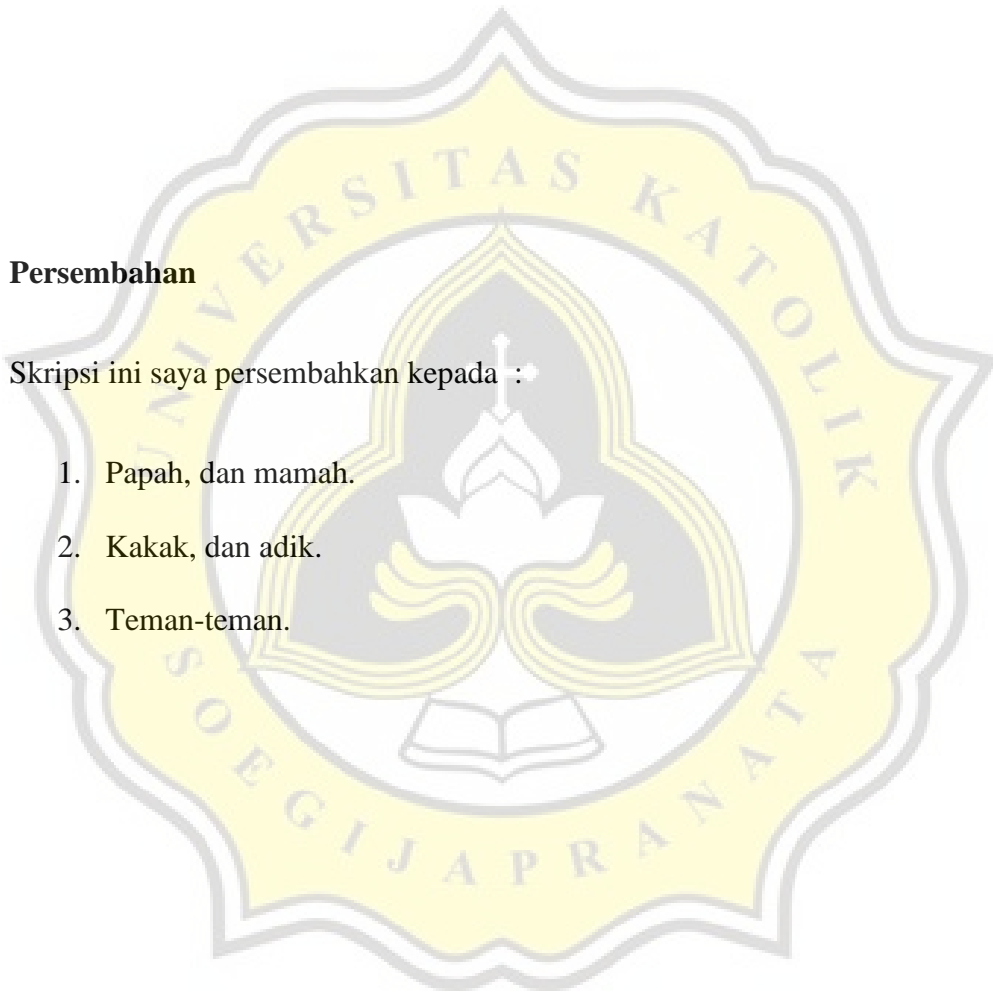 UNIVERSITAS KATOLIK
SOEGIJAPRANATA
Persembahan
Skripsi ini saya persembahkan kepada  :
1. Papah, dan mamah.
2. Kakak, dan adik.
3. Teman-teman.